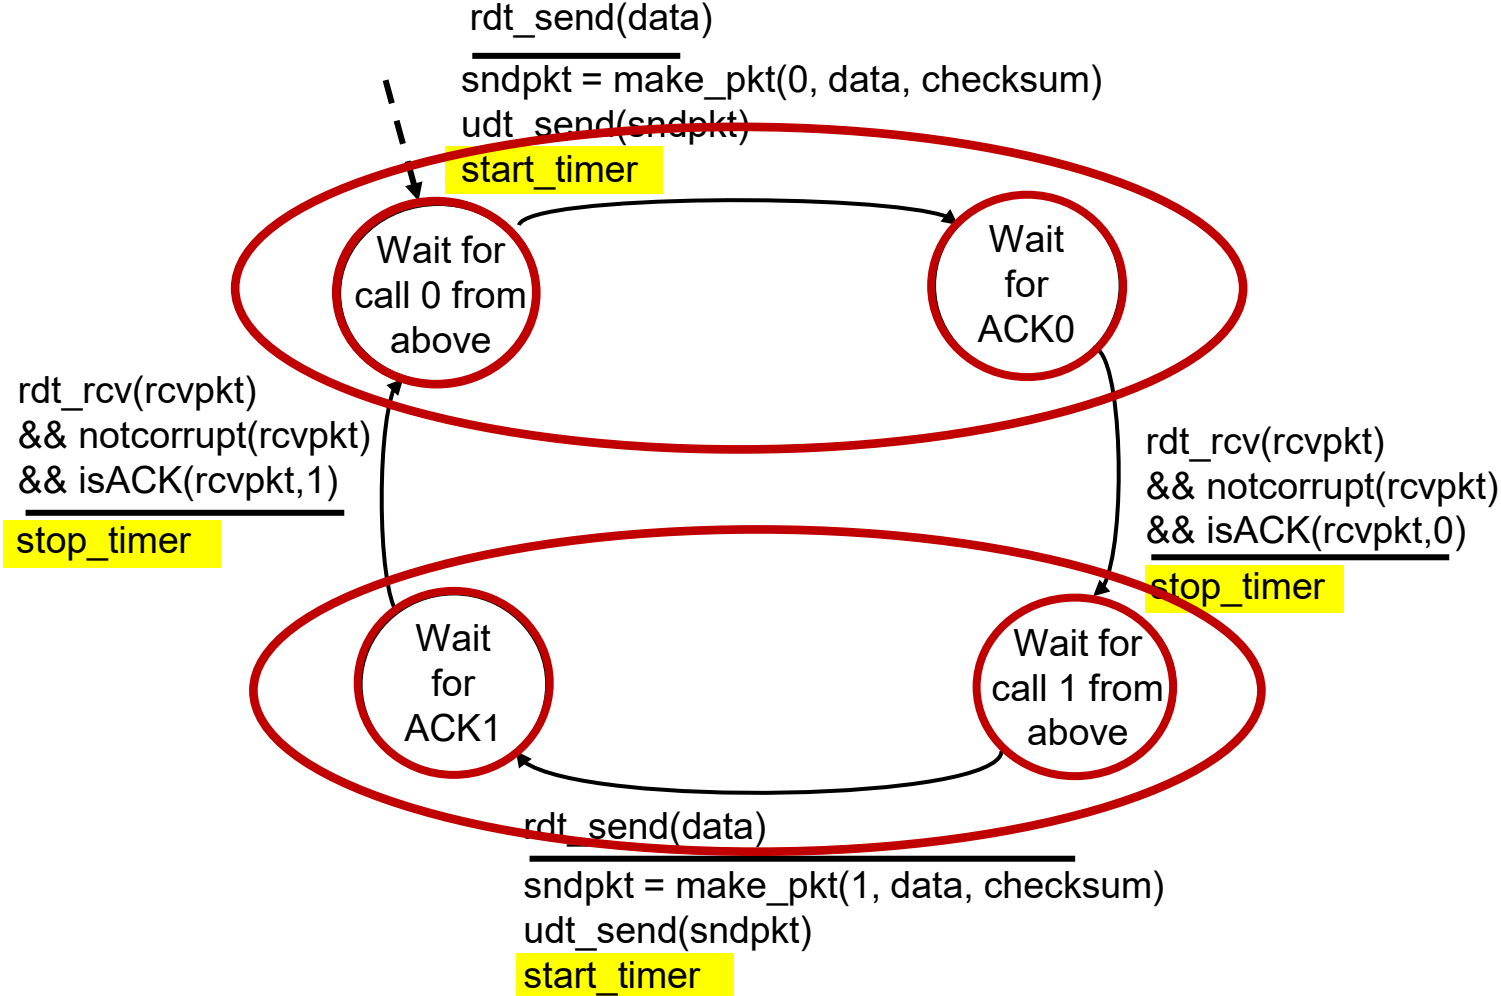 rdt_send(data)
sndpkt = make_pkt(0, data, checksum)
udt_send(sndpkt)
start_timer
Wait for
call 0 from
above
Wait
for
ACK0
rdt_rcv(rcvpkt)
&& notcorrupt(rcvpkt)
&& isACK(rcvpkt,1)
stop_timer
rdt_rcv(rcvpkt)
&& notcorrupt(rcvpkt)
&& isACK(rcvpkt,0)
stop_timer
Wait
for
ACK1
Wait for
call 1 from
above
rdt_send(data)
sndpkt = make_pkt(1, data, checksum)
udt_send(sndpkt)
start_timer